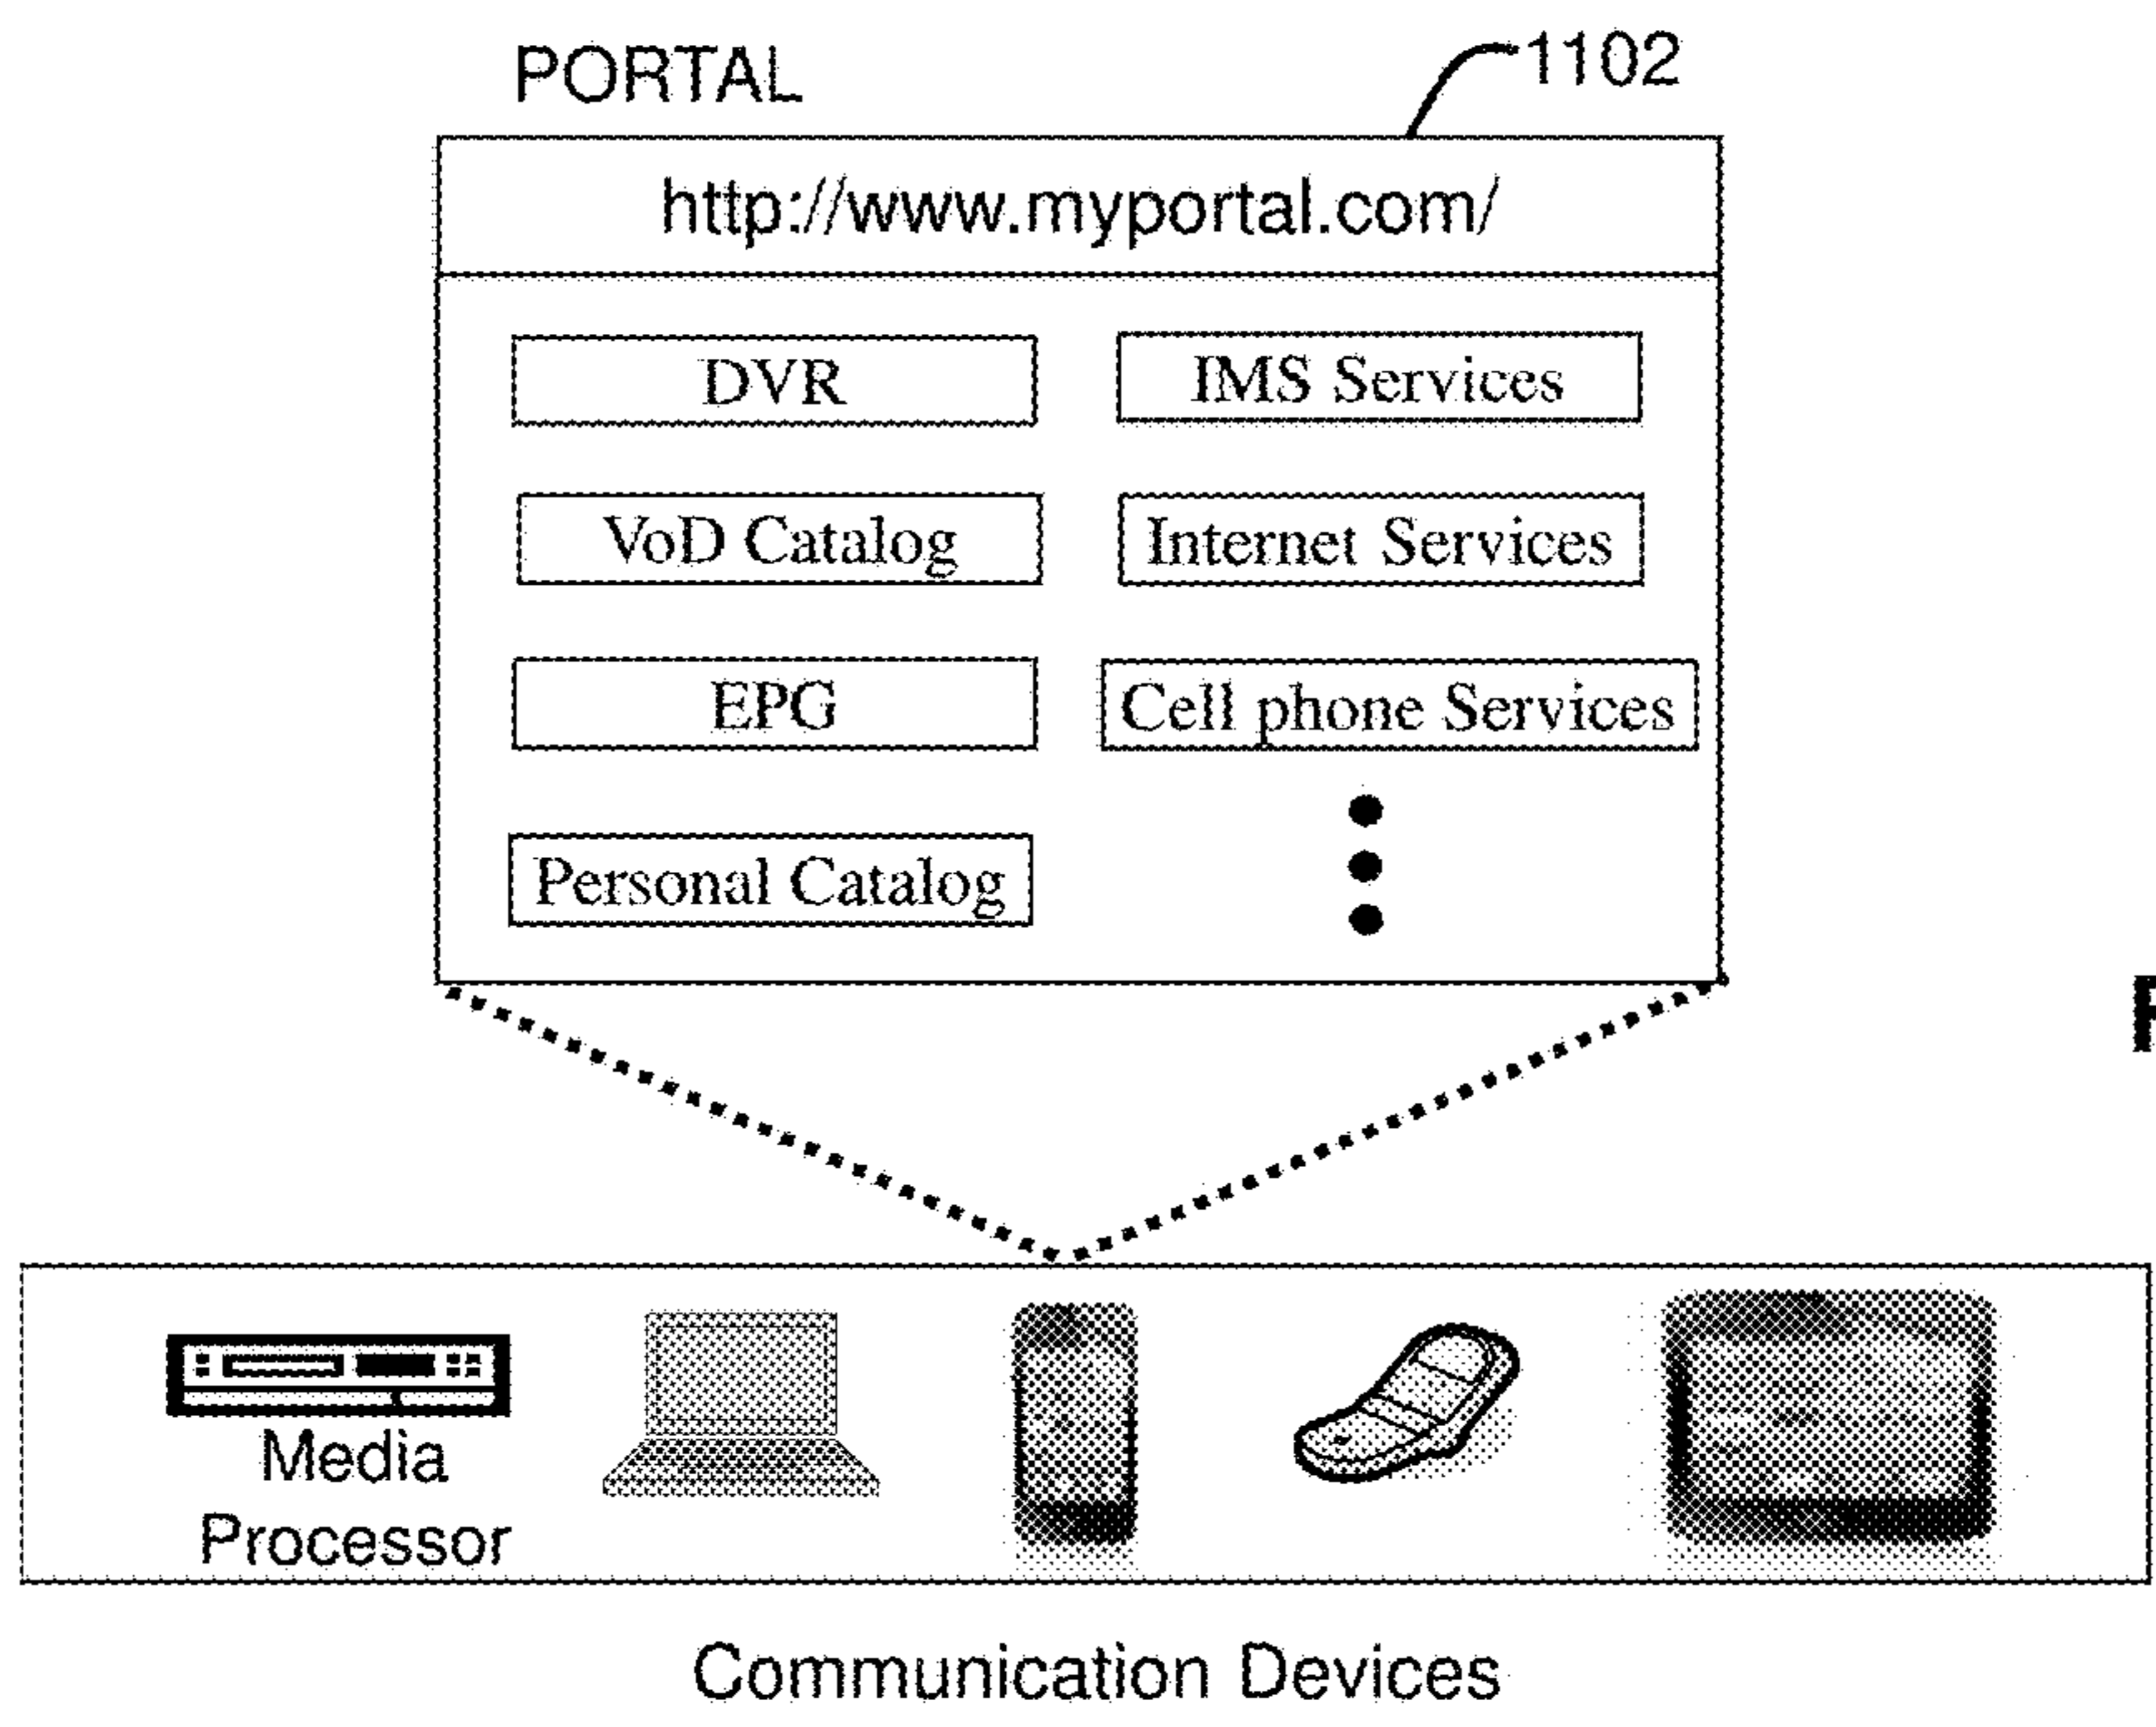 PORTAL
1102
http://www.myportal.com/
DVR
IMS Services
VoD Catalog
Internet Services
EPG
Cell phone Services
Personal Catalog
Media
Processor
Communication Devices